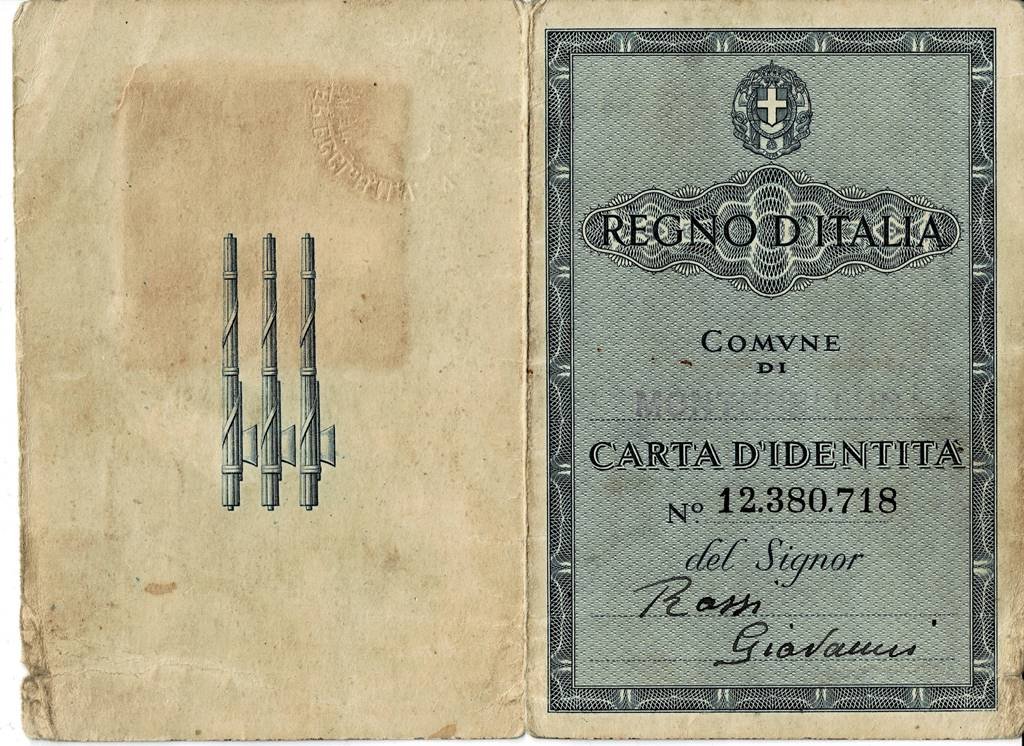 REGNO D'ITALIA
COMVNE
DI
CARTA D'IDENTITÀ
Nº 12.380.718
del Signor
Rossi
Giovanni